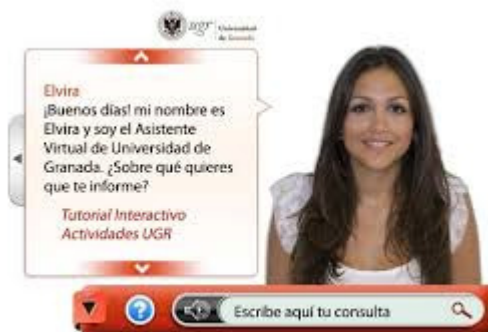 ugr Universidad
de Granada
Elvira
¡Buenos días! mi nombre es
Elvira y soy el Asistente
Virtual de Universidad de
Granada. ¿Sobre qué quieres
que te informe?
Tutorial Interactivo
Actividades UGR
Escribe aquí tu consulta